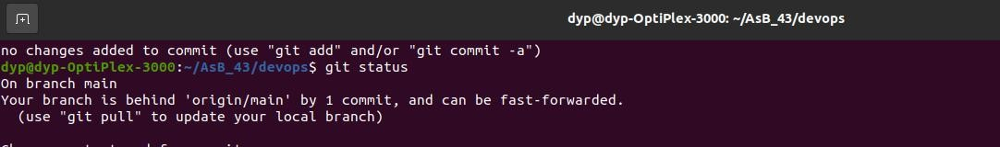 dyp@dyp-OptiPlex-3000: ~/AsB_43/devops
no changes added to commit (use "git add" and/or "git commit -a")
dyp@dyp-OptiPlex-3000:~/AsB_43/devops$ git status
On branch main
Your branch is behind 'origin/main' by 1 commit, and can be fast-forwarded.
  (use "git pull" to update your local branch)